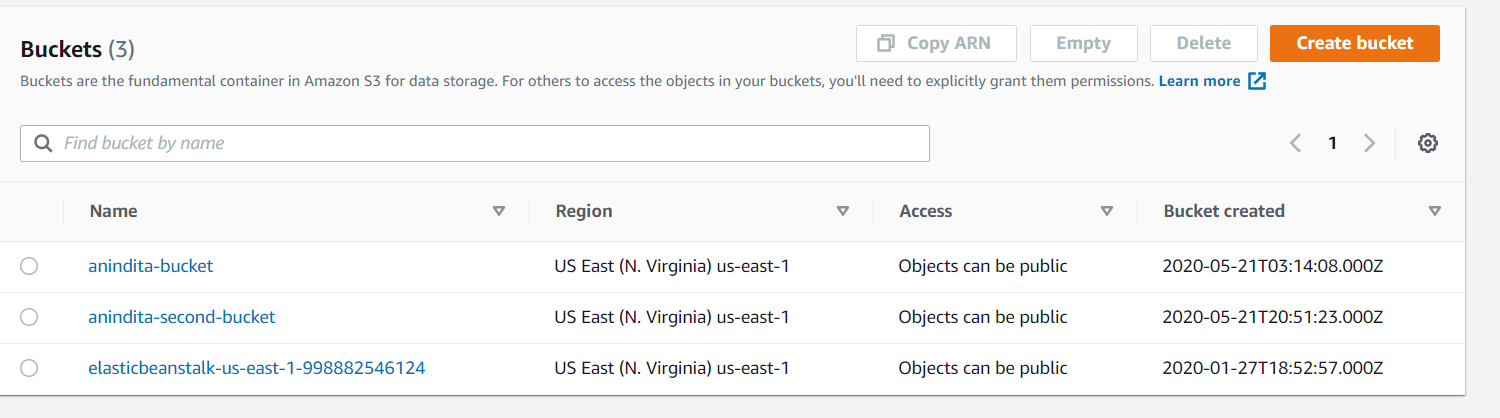 Buckets (3)
Copy ARN
Empty
Delete
Create bucket
Buckets are the fundamental container in Amazon S3 for data storage. For others to access the objects in your buckets, you'll need to explicitly grant them permissions. Learn more
Find bucket by name
1
Name Region Access Bucket created
anindita-bucket US East (N. Virginia) us-east-1 Objects can be public 2020-05-21T03:14:08.000Z
anindita-second-bucket US East (N. Virginia) us-east-1 Objects can be public 2020-05-21T20:51:23.000Z
elasticbeanstalk-us-east-1-998882546124 US East (N. Virginia) us-east-1 Objects can be public 2020-01-27T18:52:57.000Z